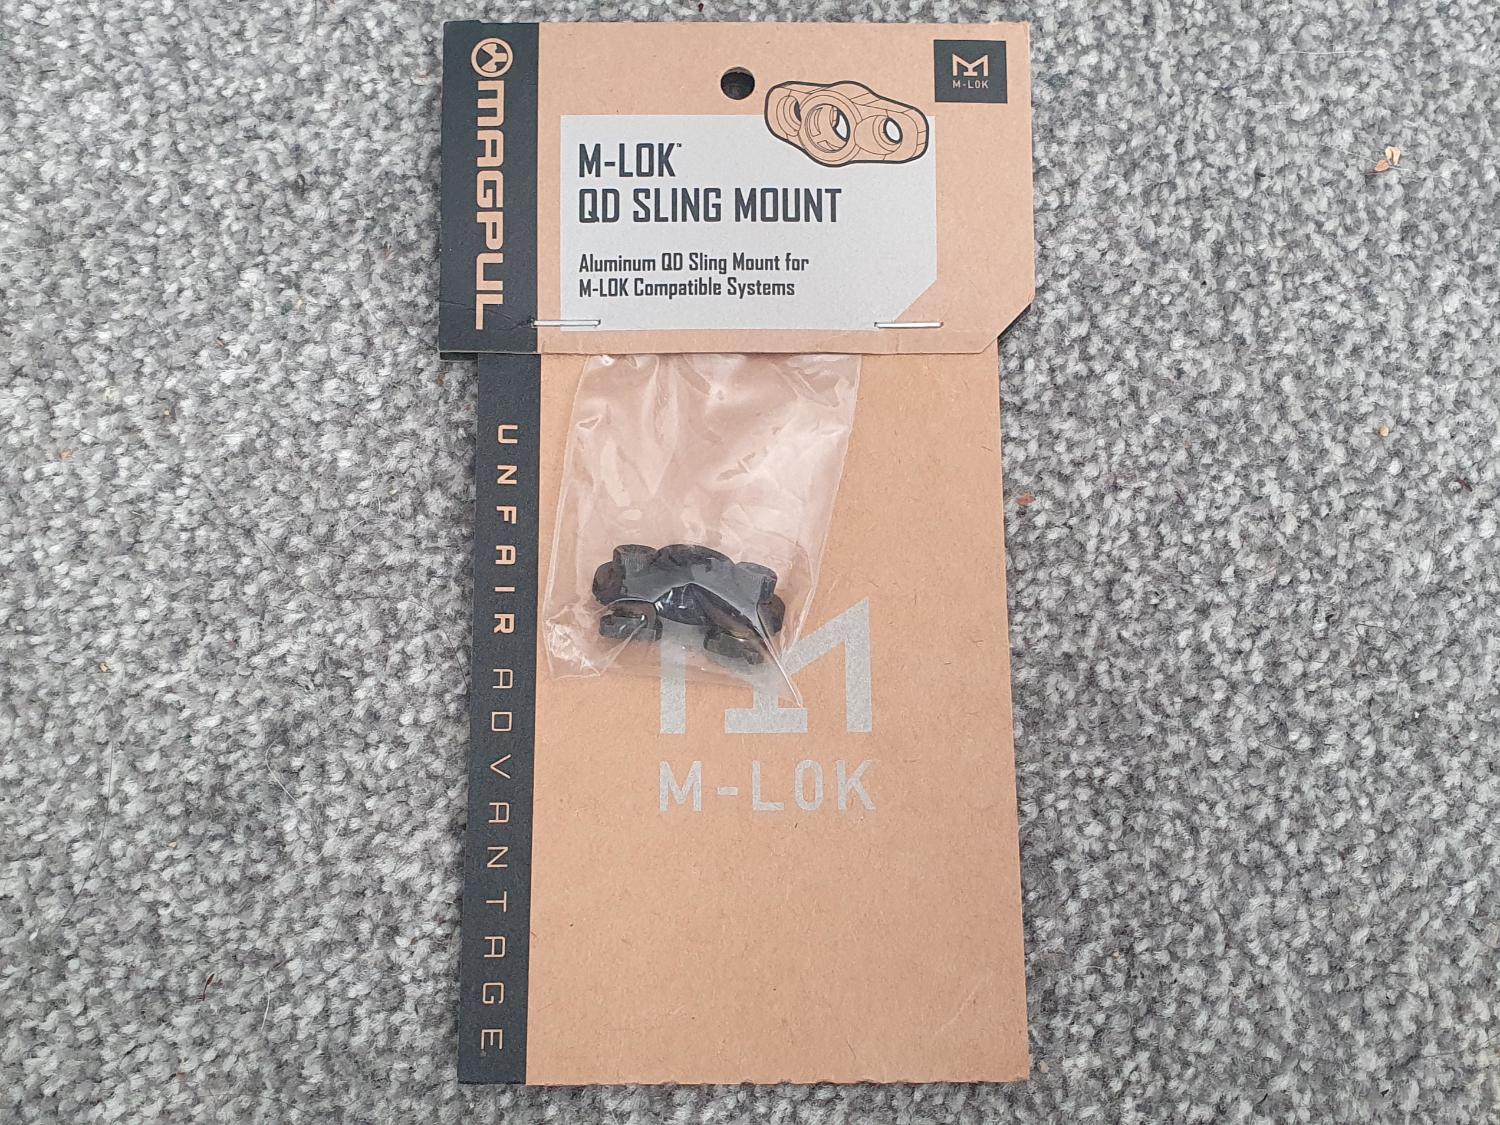 MAGPUL
M-LOK
M-LOK™
QD SLING MOUNT
Aluminum QD Sling Mount for
M-LOK Compatible Systems
UNFAIR ADVANTAGE
M-LOK